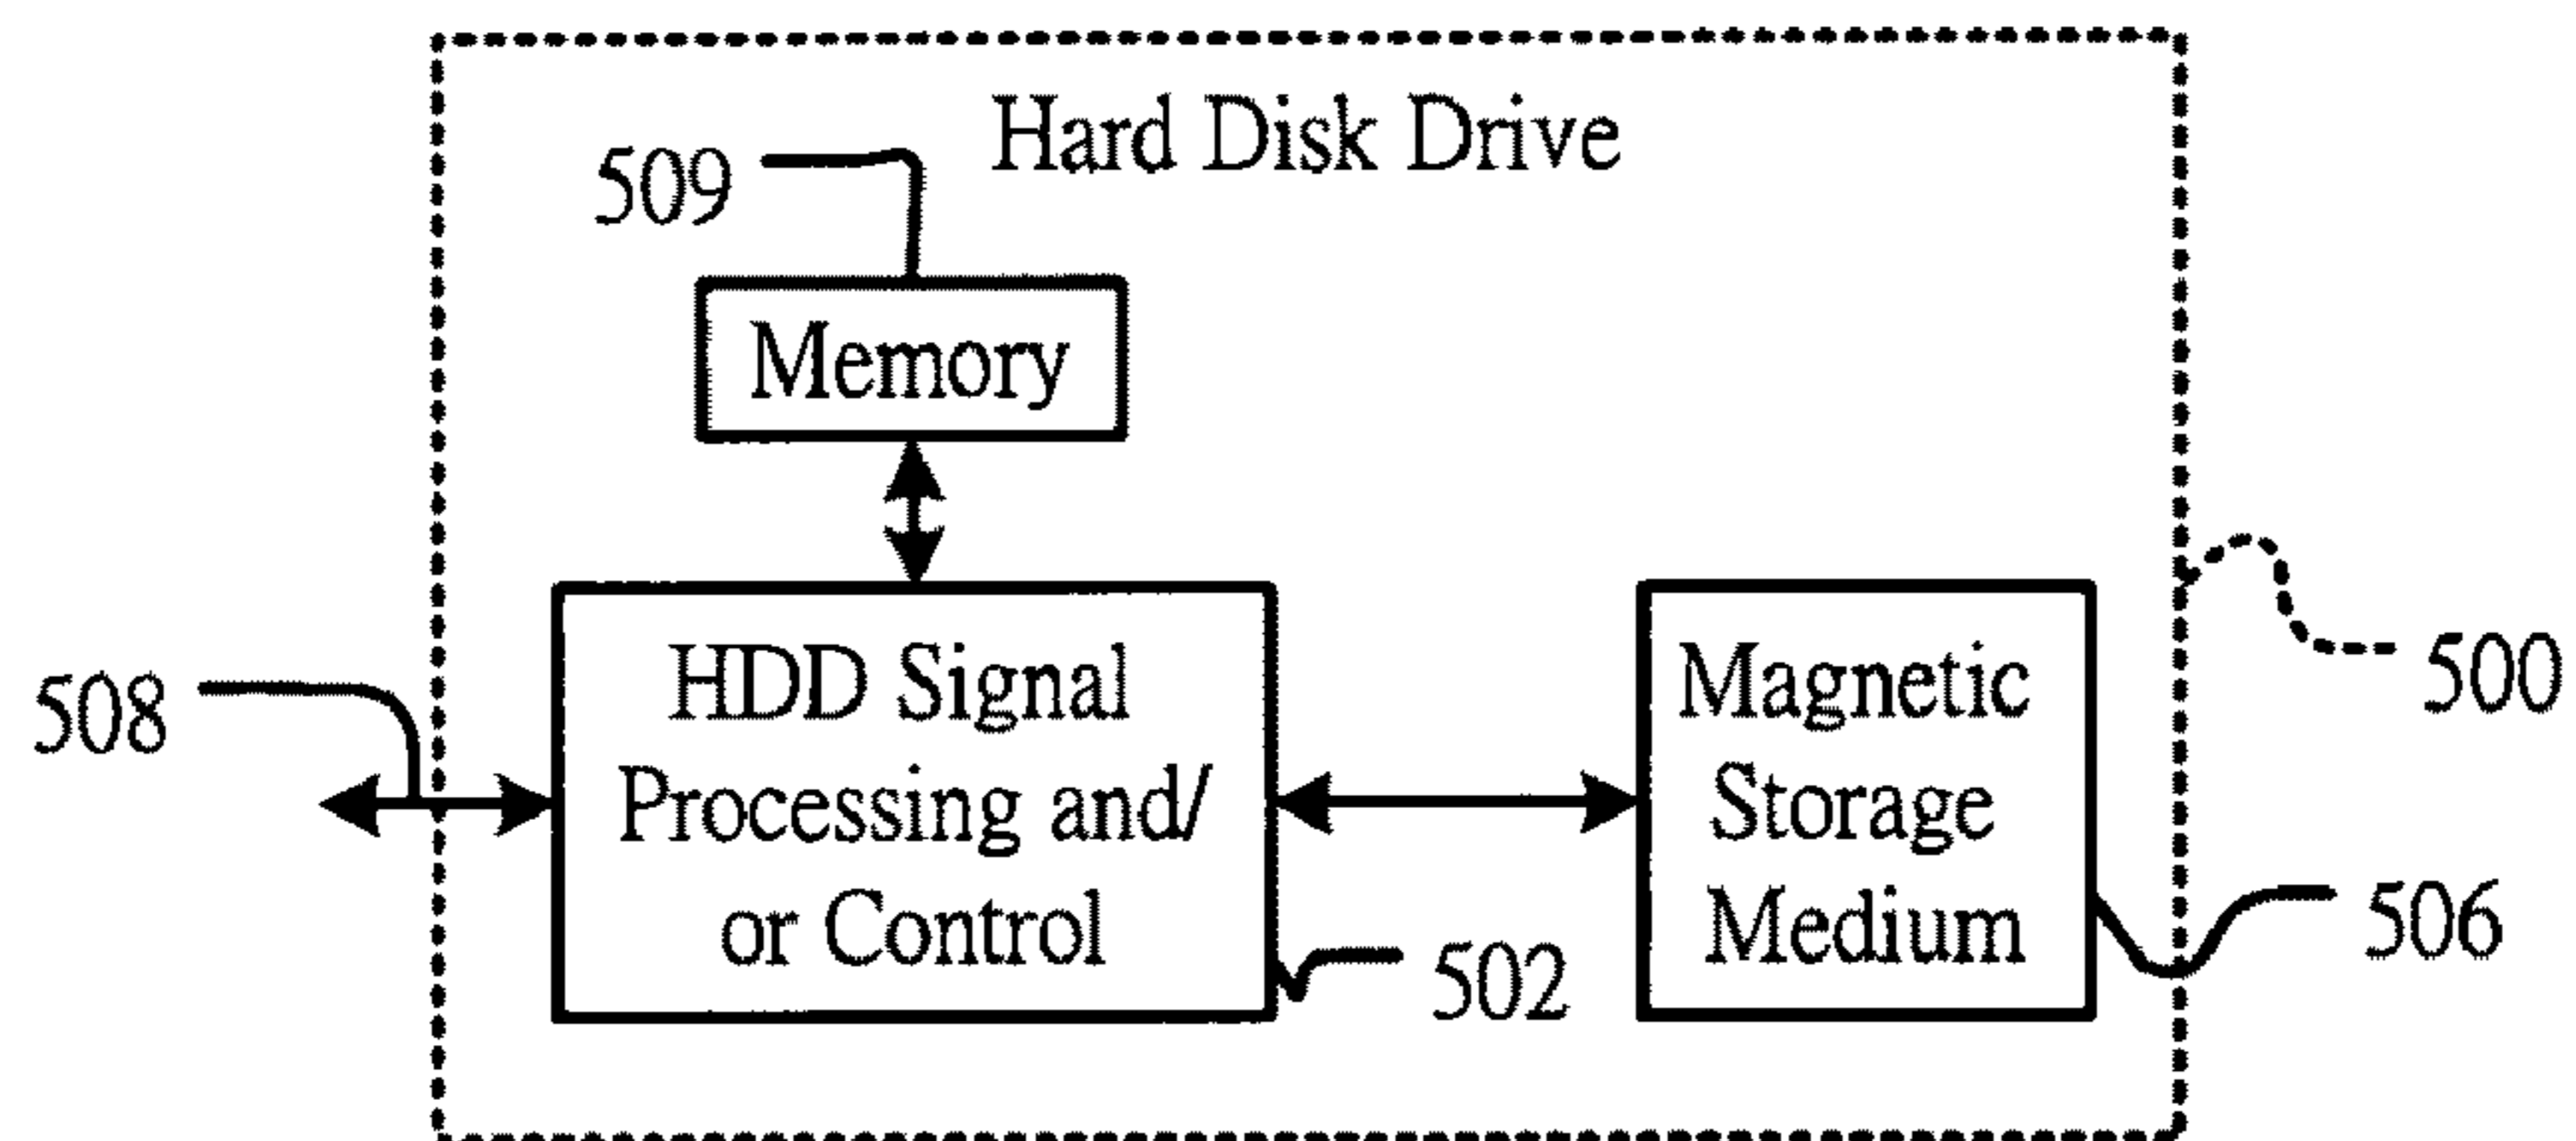 Hard Disk Drive
509
Memory
HDD Signal
Processing and/
or Control
Magnetic
Storage
Medium
508
500
506
502